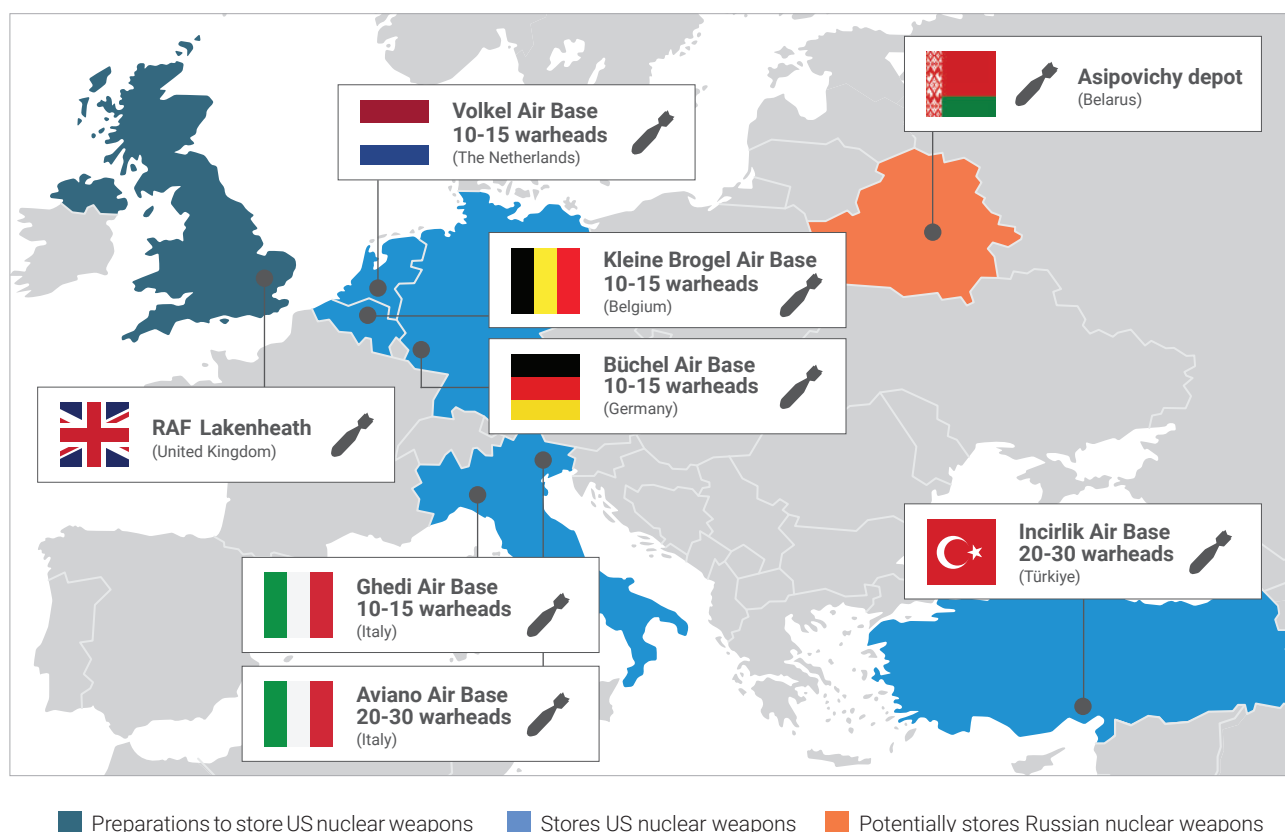 Asipovichy depot
(Belarus)
Volkel Air Base
10-15 warheads
(The Netherlands)
Kleine Brogel Air Base
10-15 warheads
(Belgium)
Büchel Air Base
10-15 warheads
(Germany)
RAF Lakenheath
(United Kingdom)
Incirlik Air Base
20-30 warheads
(Türkiye)
Ghedi Air Base
10-15 warheads
(Italy)
Aviano Air Base
20-30 warheads
(Italy)
Preparations to store US nuclear weapons
Stores US nuclear weapons
Potentially stores Russian nuclear weapons